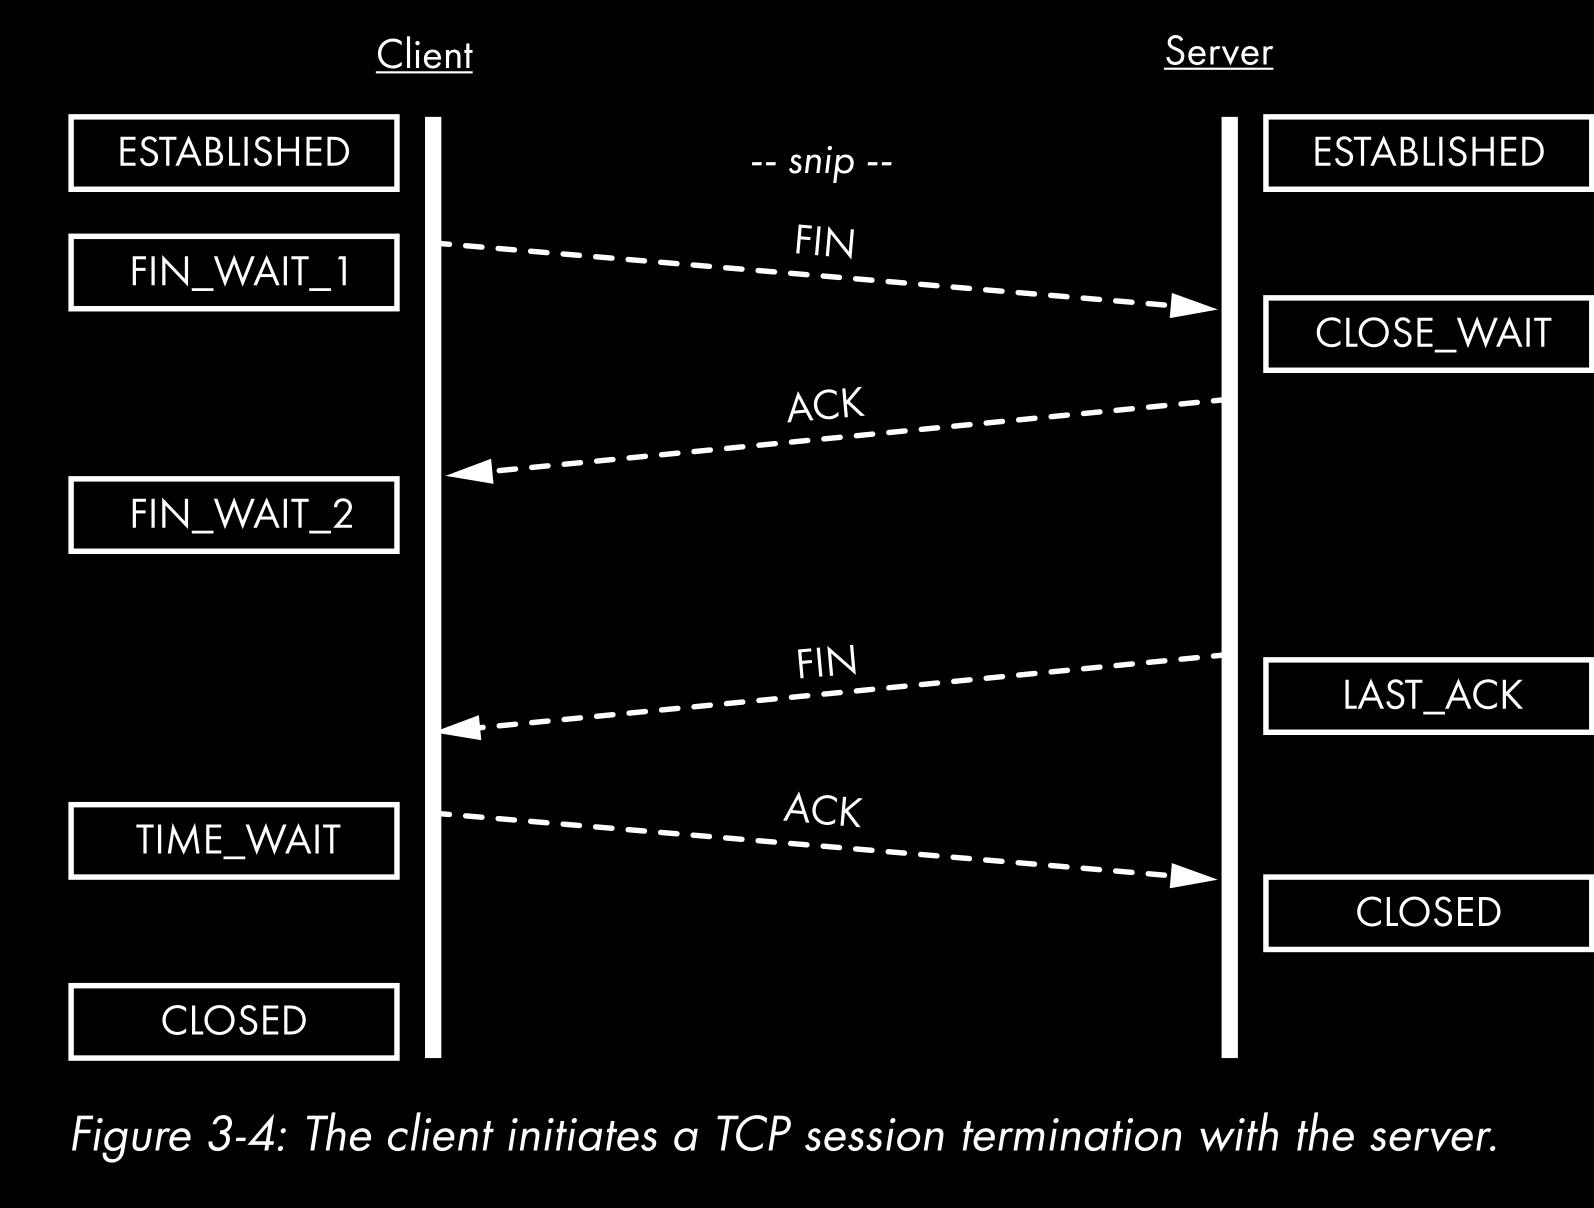 Client
Server
ESTABLISHED
-- snip --
ESTABLISHED
FIN
FIN_WAIT_1
CLOSE_WAIT
ACK
FIN_WAIT_2
FIN
LAST_ACK
ACK
TIME_WAIT
CLOSED
CLOSED
Figure 3-4: The client initiates a TCP session termination with the server.